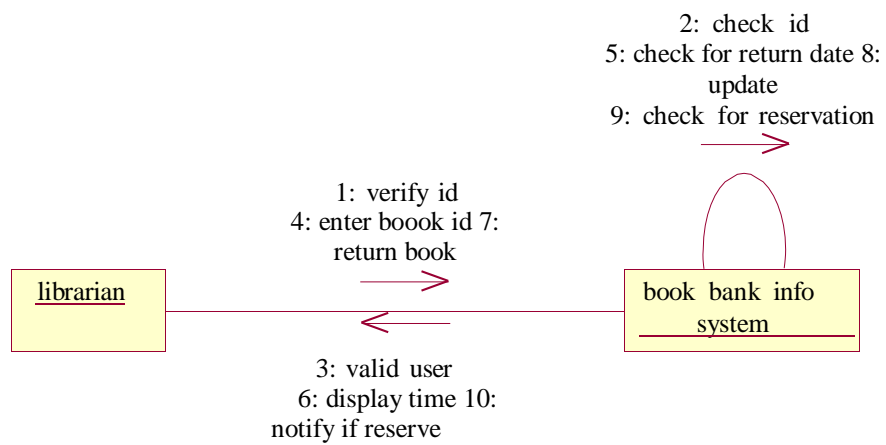 2: check id
5: check for return date 8:
update
9: check for reservation
1: verify id
4: enter boook id 7:
return book
librarian
book bank info
system
3: valid user
6: display time 10:
notify if reserve